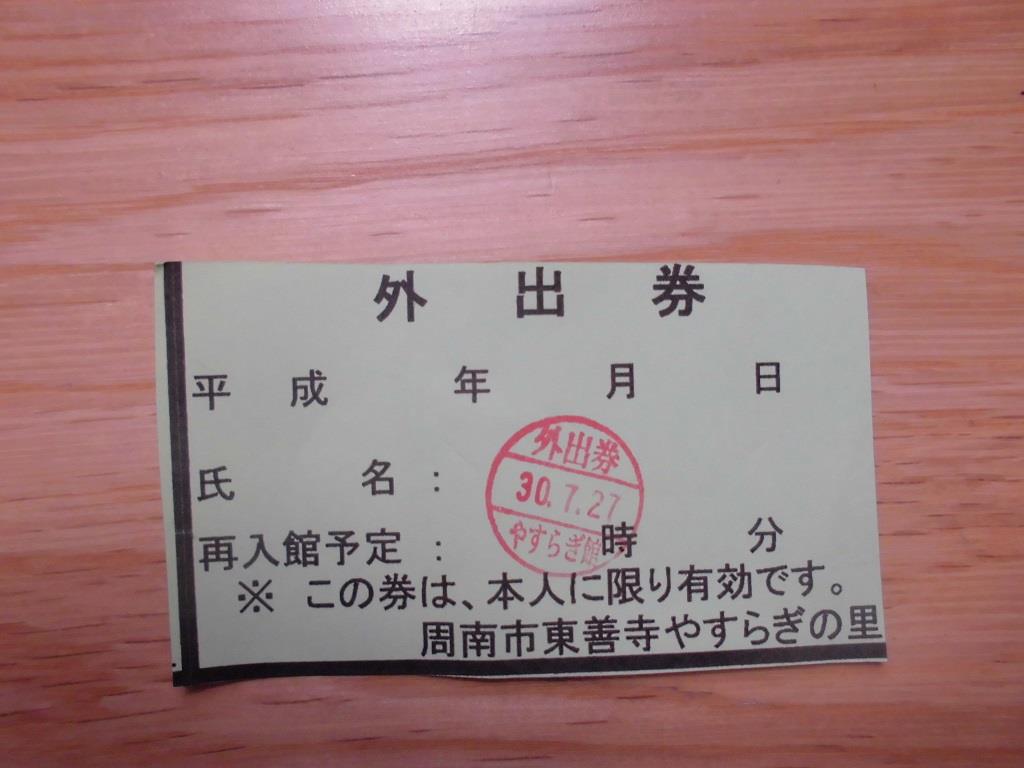 外出券
平成 年 月 日
氏 名:
外出券
30.7.27
やすらぎ館
再入館予定: 時 分
※ この券は、本人に限り有効です。
周南市東善寺やすらぎの里